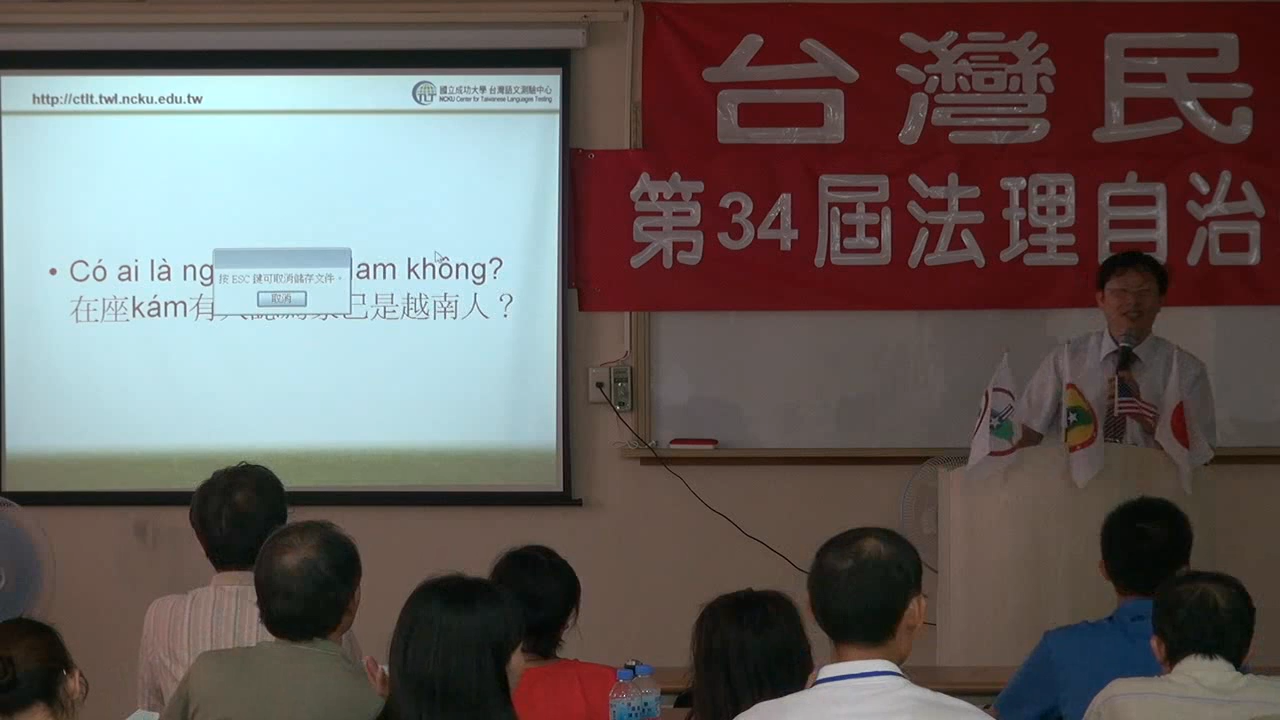 http://ctlt.twl.ncku.edu.tw
國立成功大學 台灣語文測驗中心
NCKU Center for Taiwanese Languages Testing
• Có ai là ng am không?
在座kám有 是越南人？
按 ESC 鍵可取消儲存文件。
取消
台灣民
第34屆法理自治